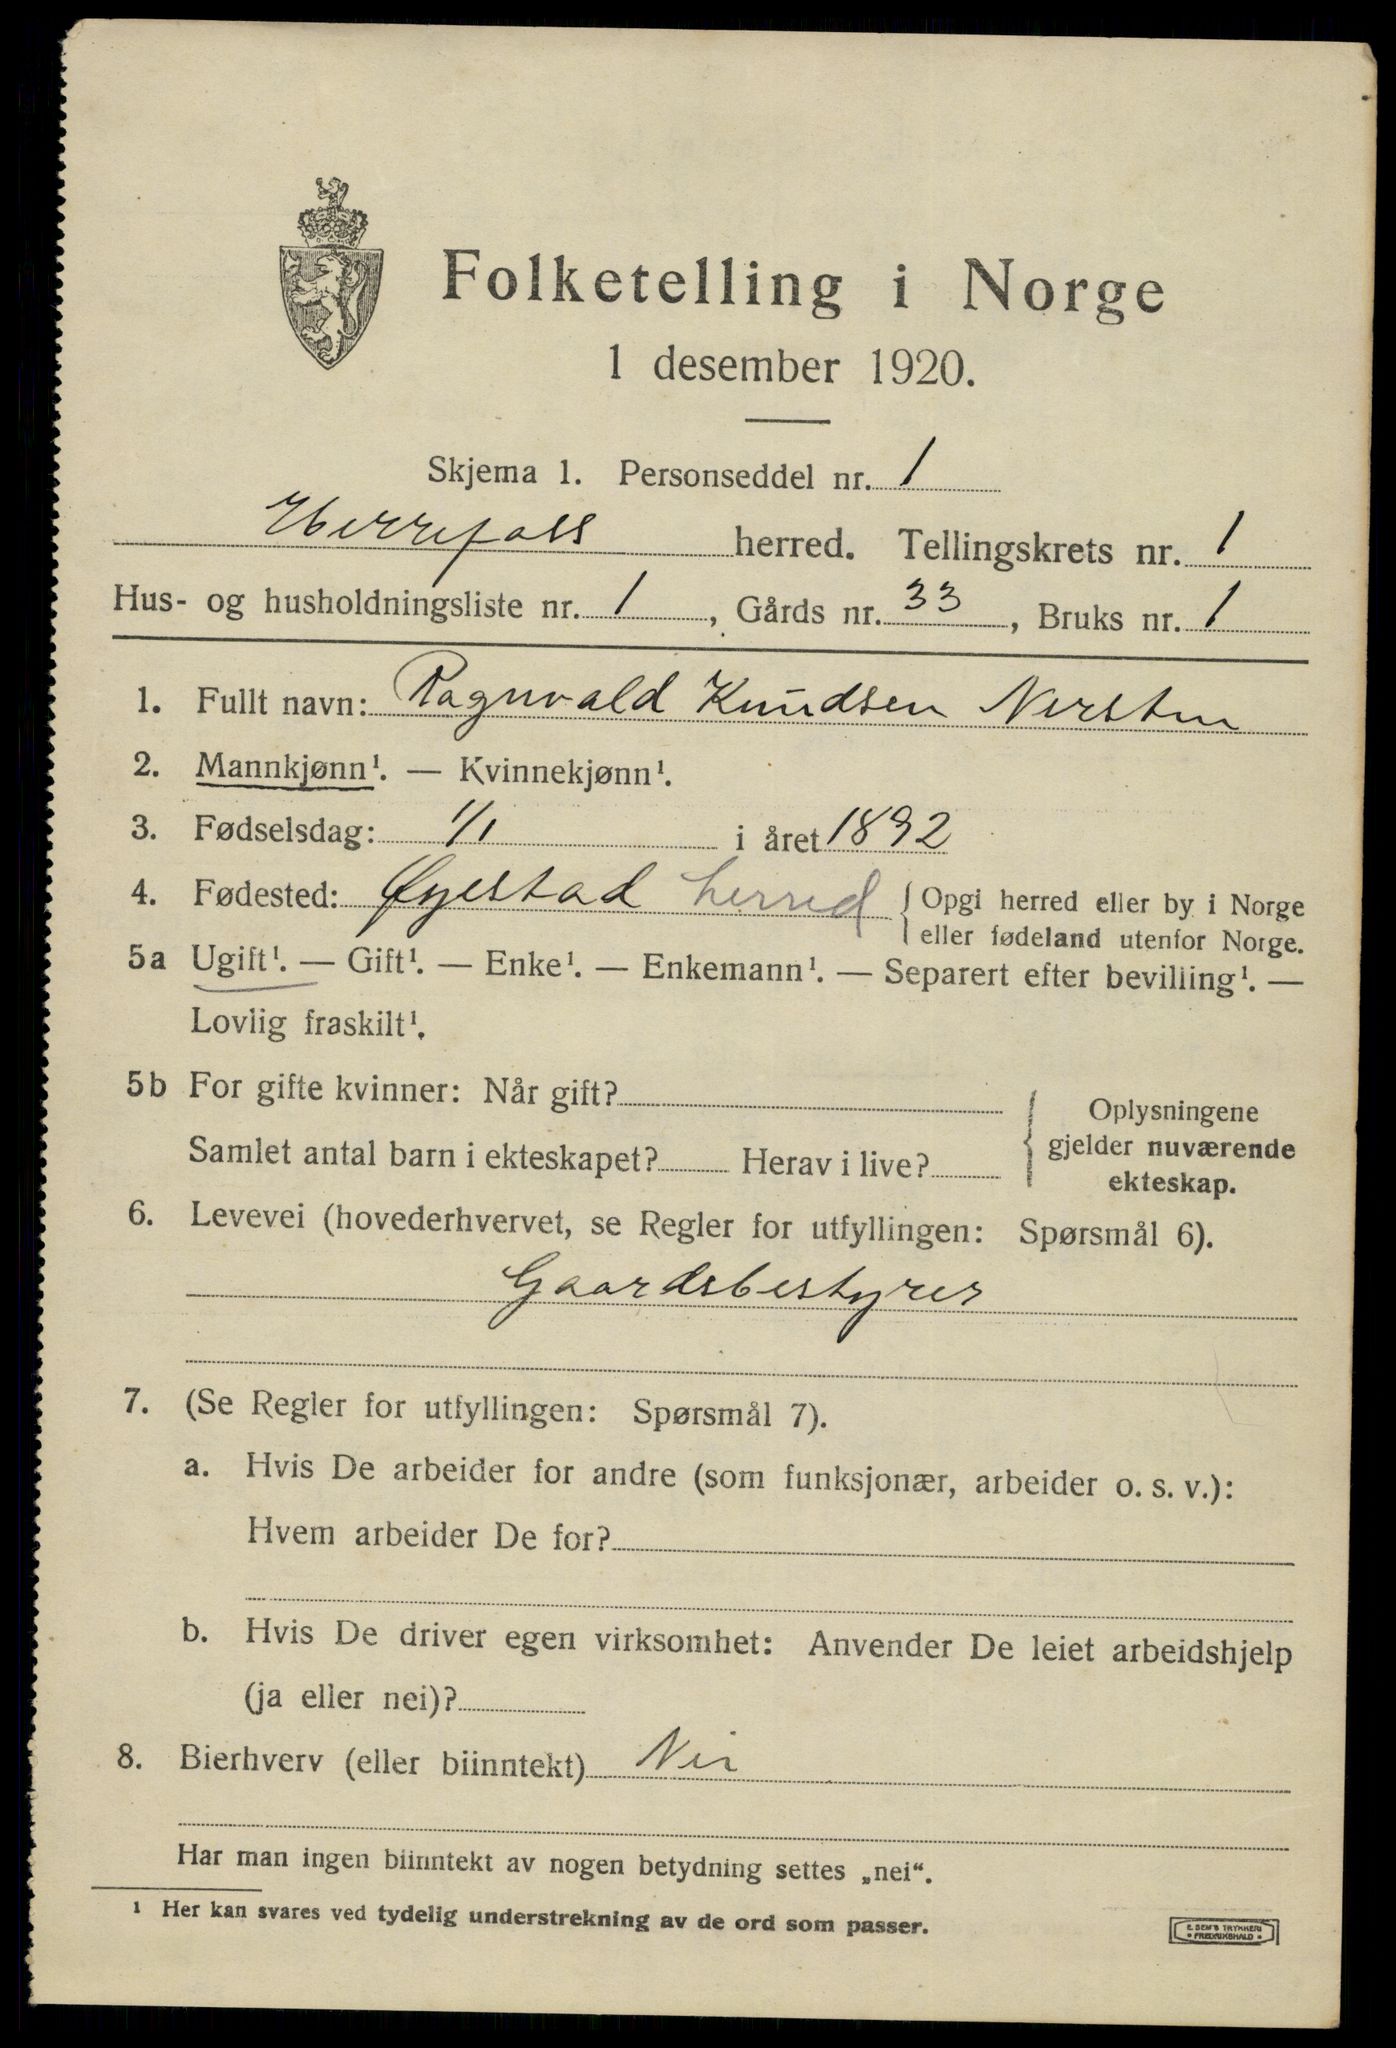 Folketelling i Norge
1 desember 1920.
Skjema 1. Personseddel nr. 1
Herrefoss herred. Tellingskrets nr. 1
Hus- og husholdningsliste nr. 1, Gårds nr. 33, Bruks nr. 1
1. Fullt navn: Ragnvald Knudsen Nersten
2. Mannkjønn¹. — Kvinnekjønn¹.
3. Fødselsdag: 1/1 i året 1892
4. Fødested: Øyestad herred { Opgi herred eller by i Norge
eller fødeland utenfor Norge.
5a Ugift¹. — Gift¹. — Enke¹. — Enkemann¹. — Separert efter bevilling¹. —
Lovlig fraskilt¹.
5b For gifte kvinner: Når gift?
Samlet antal barn i ekteskapet? Herav i live?
{ Oplysningene
gjelder nuværende
ekteskap.
6. Levevei (hovederhvervet, se Regler for utfyllingen: Spørsmål 6).
Gaardsbestyrer
7. (Se Regler for utfyllingen: Spørsmål 7).
a. Hvis De arbeider for andre (som funksjonær, arbeider o. s. v.):
Hvem arbeider De for?
b. Hvis De driver egen virksomhet: Anvender De leiet arbeidshjelp
(ja eller nei)?
8. Bierhverv (eller biinntekt) Nei
Har man ingen biinntekt av nogen betydning settes „nei“.
¹ Her kan svares ved tydelig understrekning av de ord som passer.
E. SEM'S TRYKKERI
• FREDRIKSHALD •